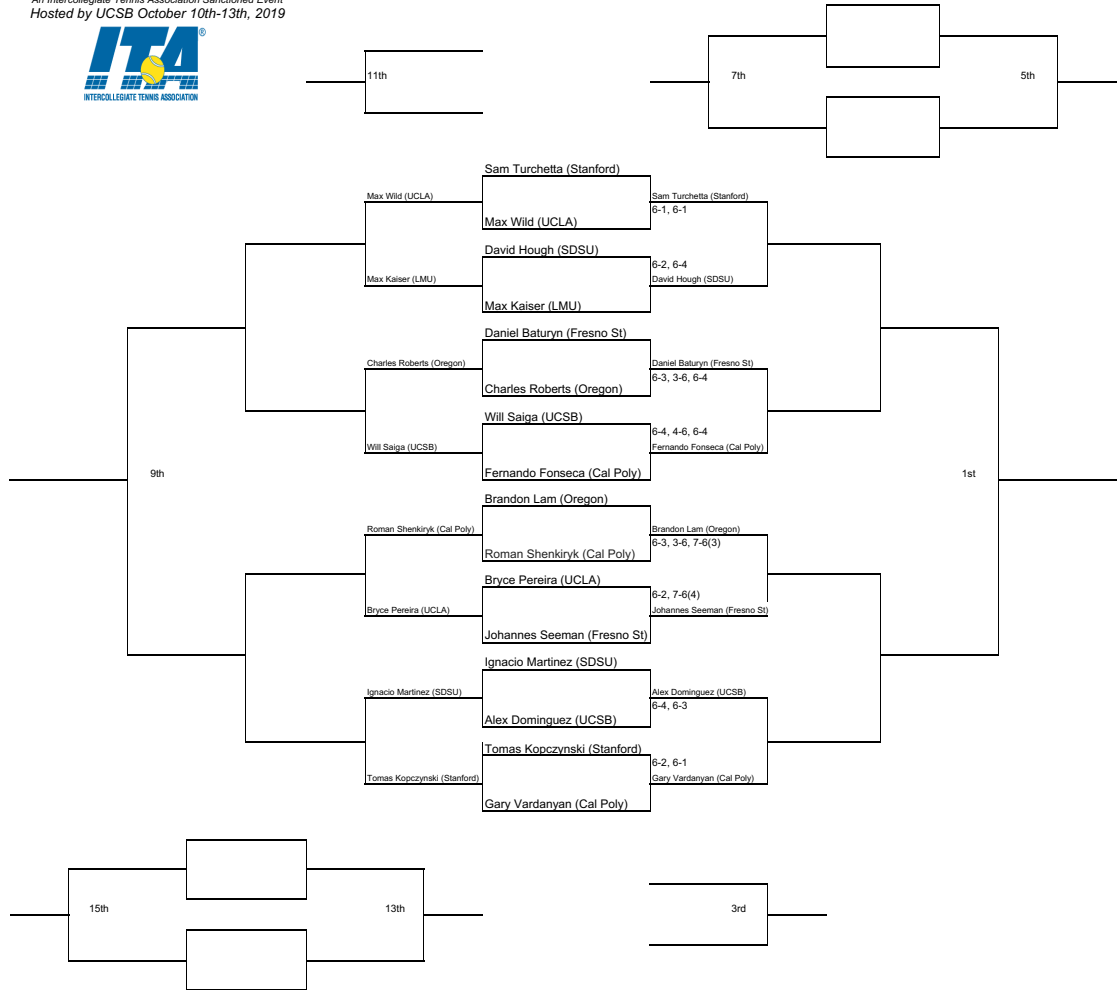 An Intercollegiate Tennis Association Sanctioned Event
Hosted by UCSB October 10th-13th, 2019
ITA®
INTERCOLLEGIATE TENNIS ASSOCIATION
11th
7th
5th
Sam Turchetta (Stanford)
Max Wild (UCLA)
Sam Turchetta (Stanford)
6-1, 6-1
Max Wild (UCLA)
David Hough (SDSU)
6-2, 6-4
Max Kaiser (LMU)
David Hough (SDSU)
Max Kaiser (LMU)
Daniel Baturyn (Fresno St)
Charles Roberts (Oregon)
Daniel Baturyn (Fresno St)
6-3, 3-6, 6-4
Charles Roberts (Oregon)
Will Saiga (UCSB)
6-4, 4-6, 6-4
Will Saiga (UCSB)
Fernando Fonseca (Cal Poly)
Fernando Fonseca (Cal Poly)
9th
1st
Brandon Lam (Oregon)
Roman Shenkiryk (Cal Poly)
Brandon Lam (Oregon)
6-3, 3-6, 7-6(3)
Roman Shenkiryk (Cal Poly)
Bryce Pereira (UCLA)
6-2, 7-6(4)
Bryce Pereira (UCLA)
Johannes Seeman (Fresno St)
Johannes Seeman (Fresno St)
Ignacio Martinez (SDSU)
Ignacio Martinez (SDSU)
Alex Dominguez (UCSB)
6-4, 6-3
Alex Dominguez (UCSB)
Tomas Kopczynski (Stanford)
6-2, 6-1
Tomas Kopczynski (Stanford)
Gary Vardanyan (Cal Poly)
Gary Vardanyan (Cal Poly)
15th
13th
3rd